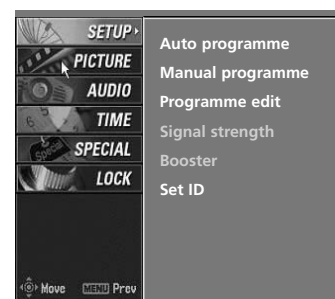 SETUP
PICTURE
AUDIO
TIME
SPECIAL
LOCK
Move MENU Prev
Auto programme
Manual programme
Programme edit
Signal strength
Booster
Set ID